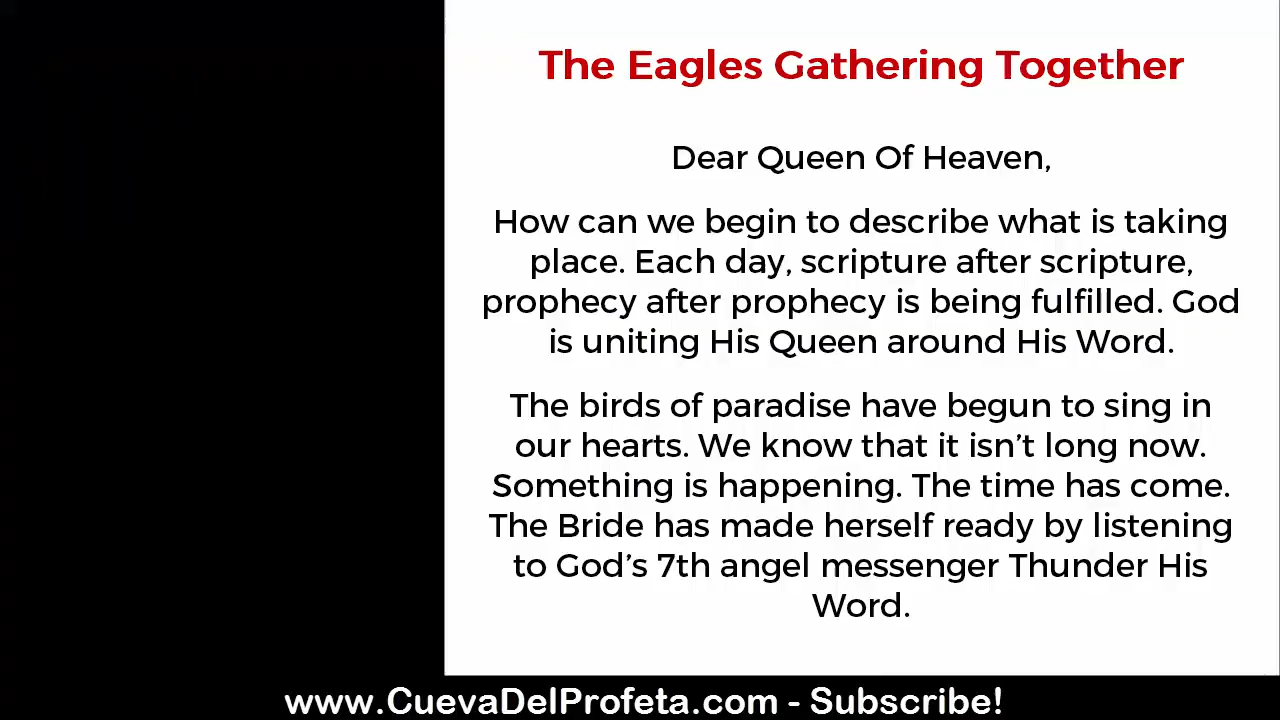 The Eagles Gathering Together
Dear Queen Of Heaven,
How can we begin to describe what is taking
place. Each day, scripture after scripture,
prophecy after prophecy is being fulfilled. God
is uniting His Queen around His Word.
The birds of paradise have begun to sing in
our hearts. We know that it isn’t long now.
Something is happening. The time has come.
The Bride has made herself ready by listening
to God’s 7th angel messenger Thunder His
Word.
www.CuevaDelProfeta.com - Subscribe!